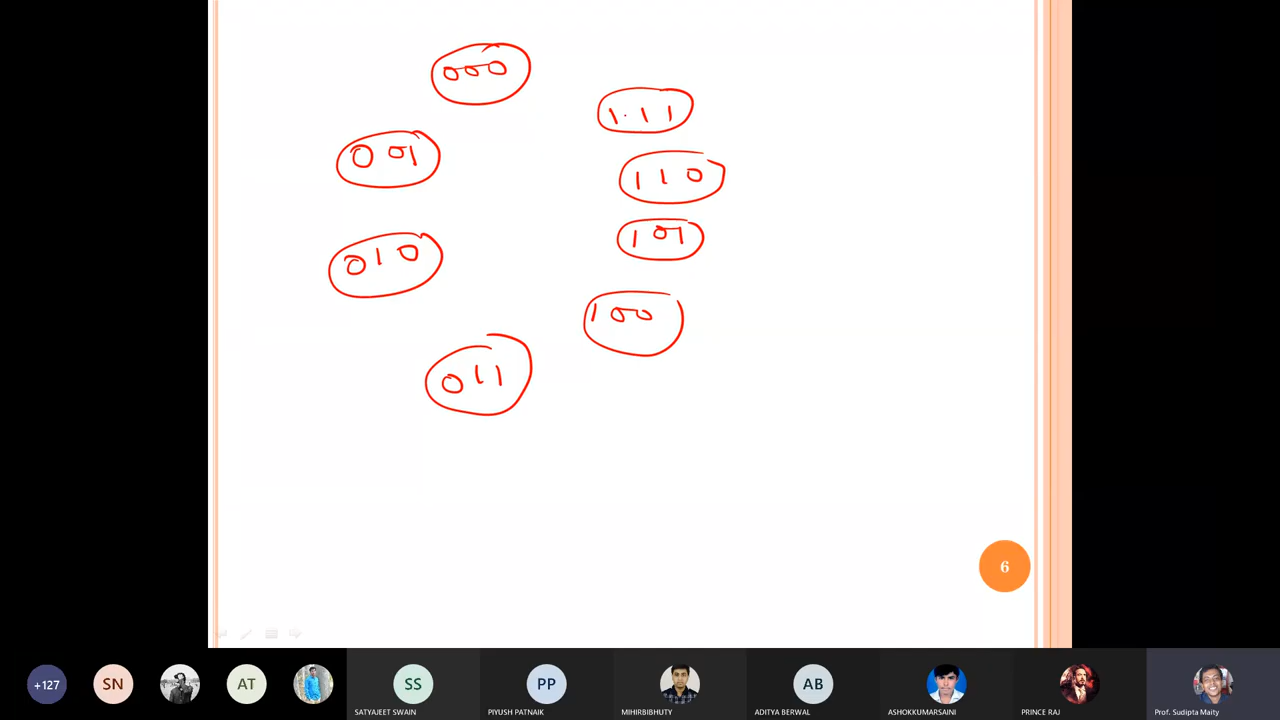 000
111
001
110
101
010
100
011
6
+127
SN
AT
SS
PP
AB
SATYAJEET SWAIN
PIYUSH PATNAIK
MIHIRBIBHUTY
ADITYA BERWAL
ASHOKKUMARSAINI
PRINCE RAJ
Prof. Sudipta Maity